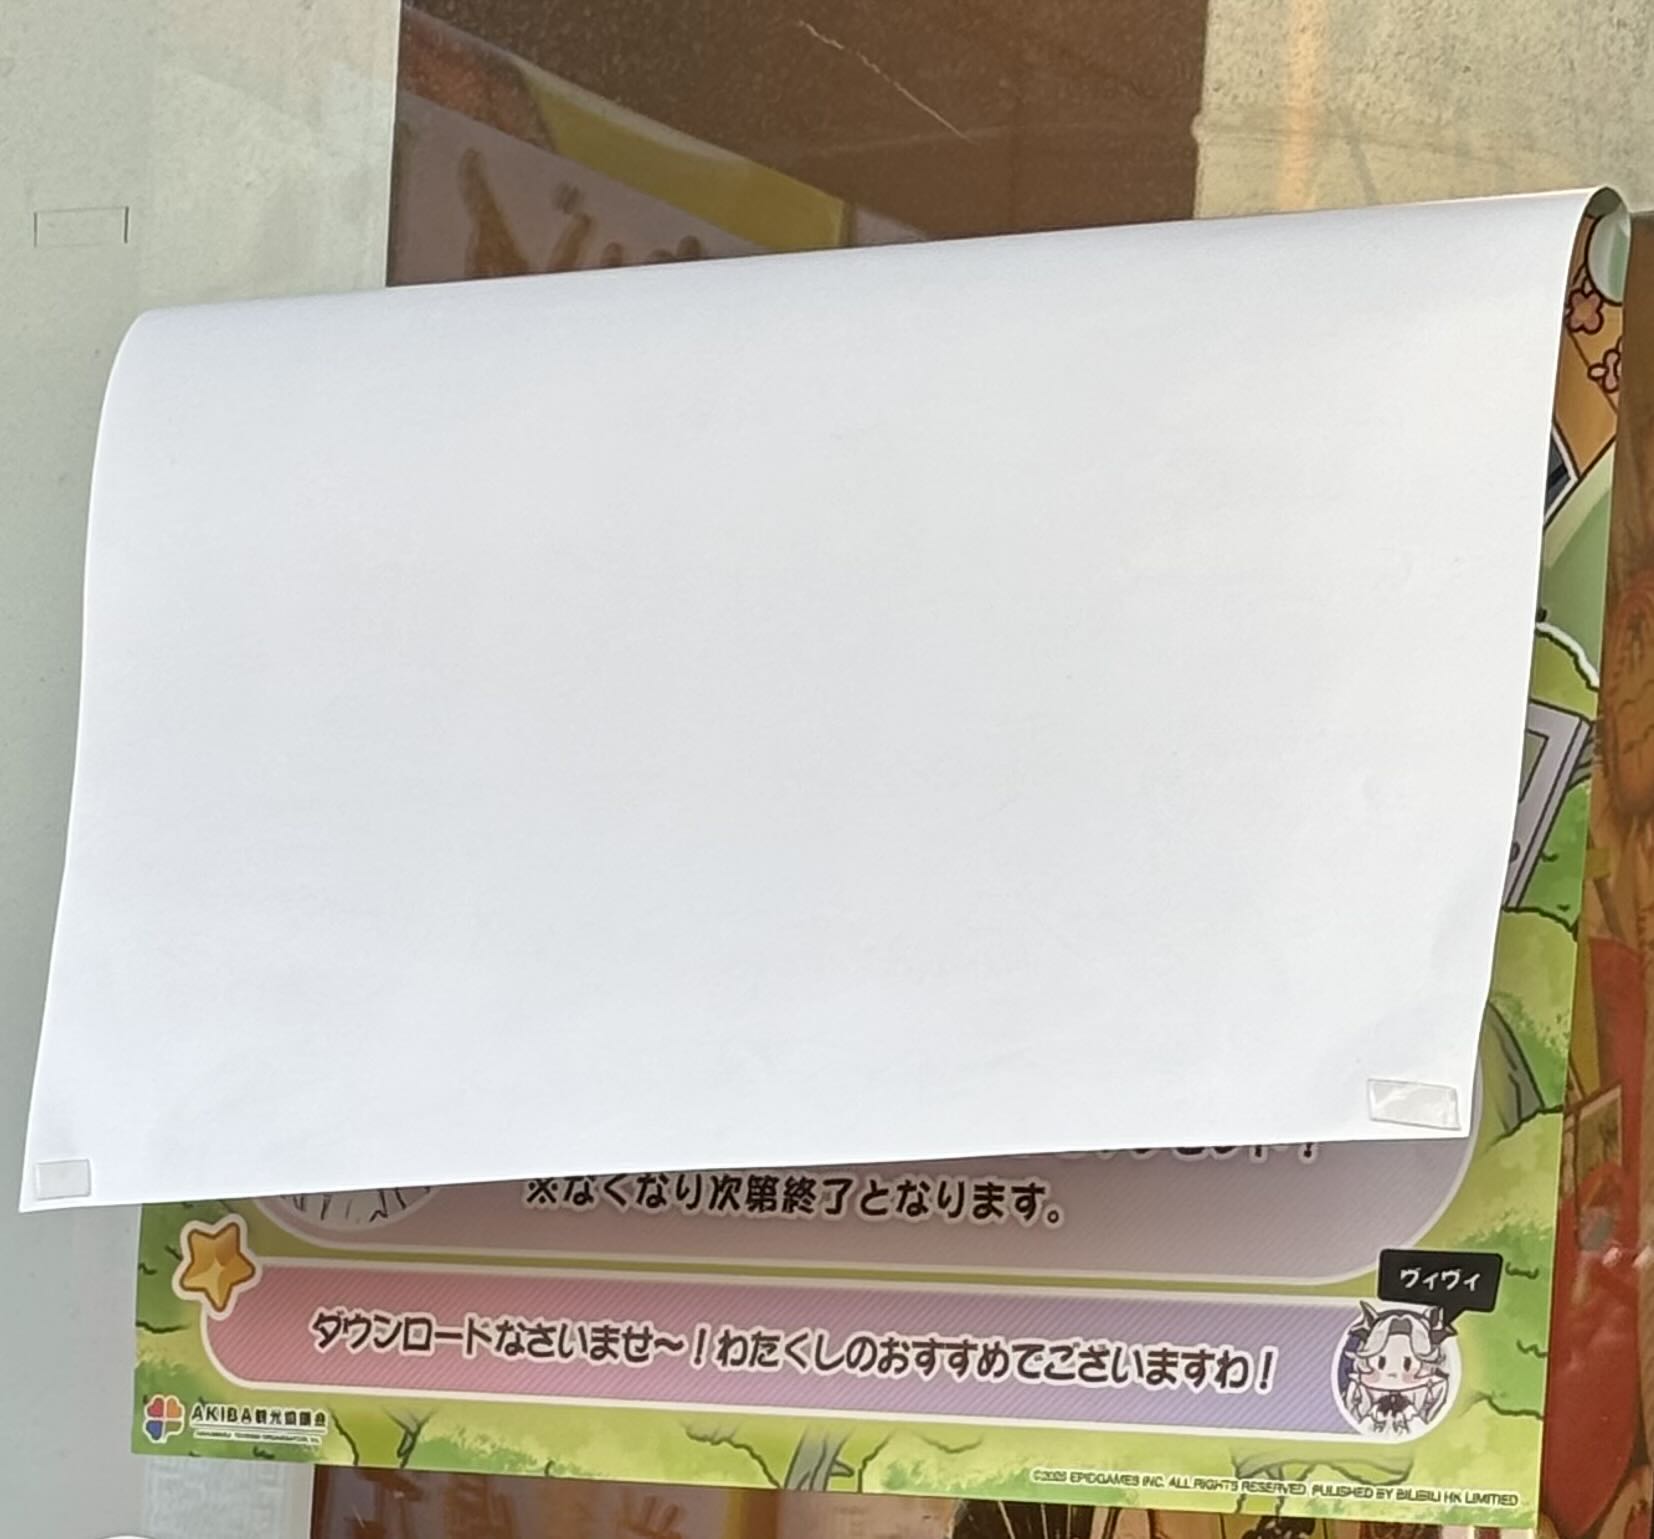 ※なくなり次第終了となります。
ヴィヴィ
ダウンロードなさいませ～！わたくしのおすすめでございますわ！
AKIBA観光協議会
©2025 EPIDGAMES INC. ALL RIGHTS RESERVED. PULISHED BY BILIBILI HK LIMITIED